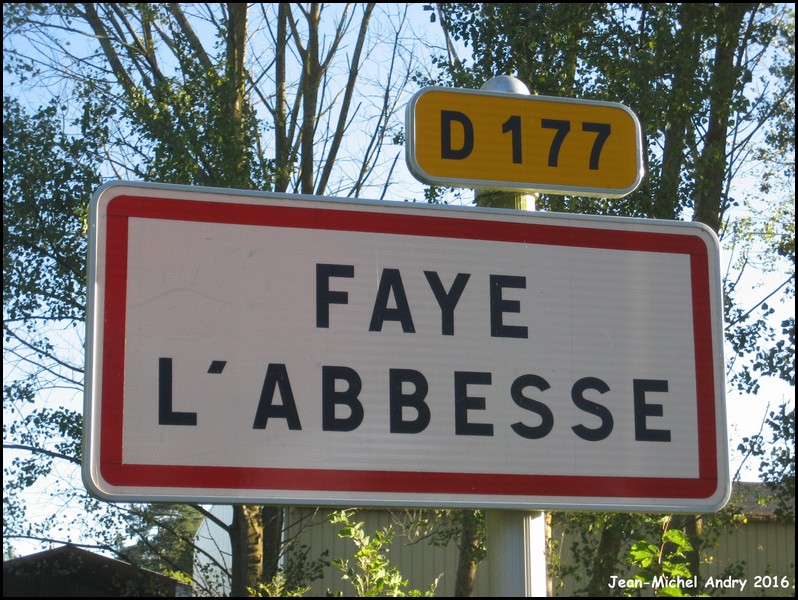 D 177
FAYE
L'ABBESSE
Jean-Michel Andry 2016